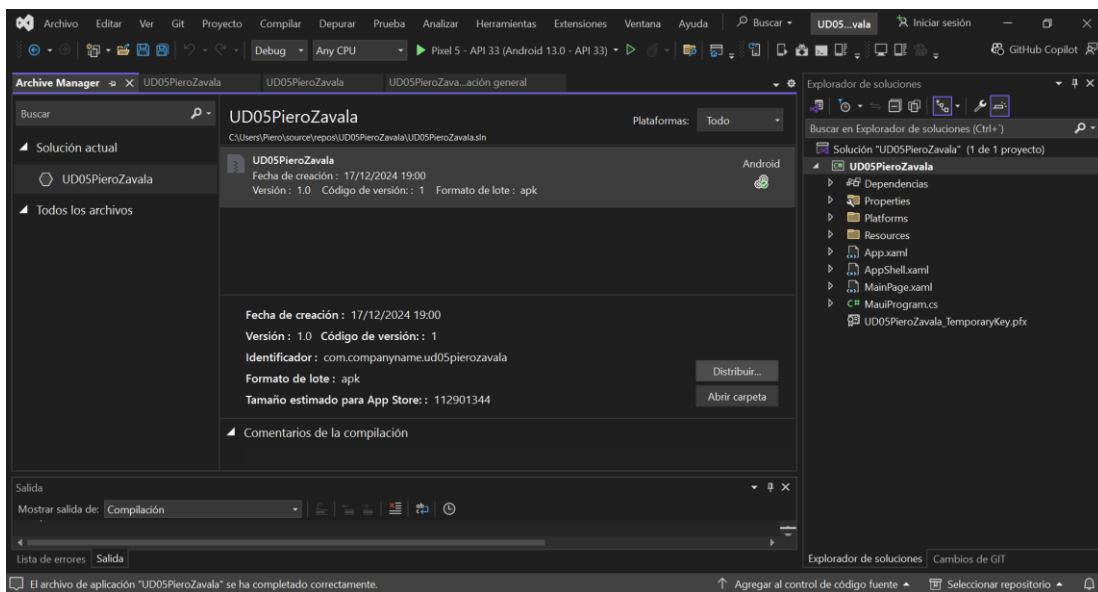 Archivo Editar Ver Git Proyecto Compilar Depurar Prueba Analizar Herramientas Extensiones Ventana Ayuda Buscar UD05...vala Iniciar sesión
Debug Any CPU Pixel 5 - API 33 (Android 13.0 - API 33) GitHub Copilot
Archive Manager UD05PieroZavala UD05PieroZavala UD05PieroZava...ación general
Buscar
Solución actual
UD05PieroZavala
Todos los archivos
UD05PieroZavala
Plataformas: Todo
C:\Users\Piero\source\repos\UD05PieroZavala\UD05PieroZavala.sln
UD05PieroZavala
Android
Fecha de creación : 17/12/2024 19:00
Versión : 1.0 Código de versión: : 1 Formato de lote : apk
Fecha de creación : 17/12/2024 19:00
Versión : 1.0 Código de versión: : 1
Identificador : com.companyname.ud05pierozavala
Formato de lote : apk
Tamaño estimado para App Store: : 112901344
Distribuir...
Abrir carpeta
Comentarios de la compilación
Salida
Mostrar salida de: Compilación
Lista de errores Salida
Explorador de soluciones
Buscar en Explorador de soluciones (Ctrl+`)
Solución "UD05PieroZavala" (1 de 1 proyecto)
UD05PieroZavala
Dependencias
Properties
Platforms
Resources
App.xaml
AppShell.xaml
MainPage.xaml
C# MauiProgram.cs
UD05PieroZavala_TemporaryKey.pfx
Explorador de soluciones Cambios de GIT
El archivo de aplicación "UD05PieroZavala" se ha completado correctamente.
Agregar al control de código fuente Seleccionar repositorio